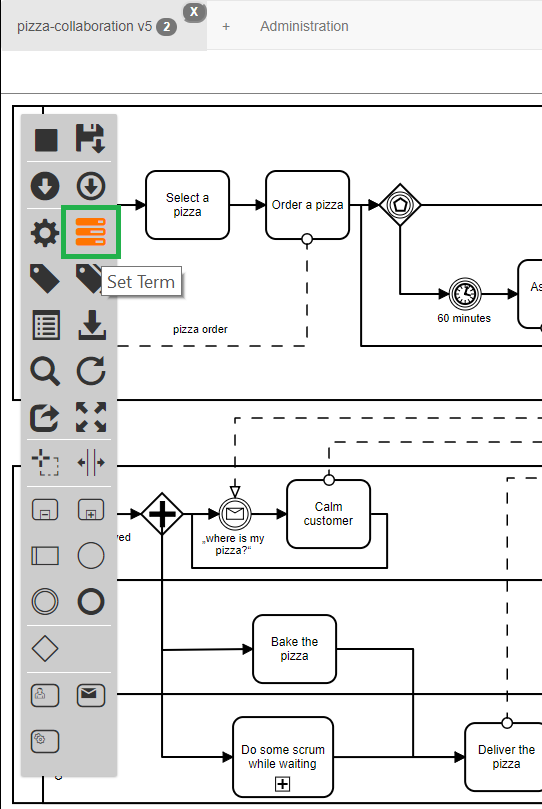 pizza-collaboration v5 2 X + Administration
Select a
pizza
Order a pizza
As
Set Term
60 minutes
pizza order
Calm
customer
ved
„where is my
pizza?“
Bake the
pizza
Do some scrum
while waiting
Deliver the
pizza